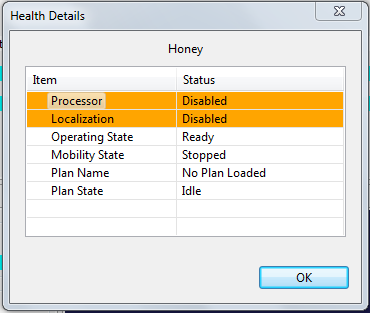 Health Details
Honey
Item Status
Processor Disabled
Localization Disabled
Operating State Ready
Mobility State Stopped
Plan Name No Plan Loaded
Plan State Idle
OK